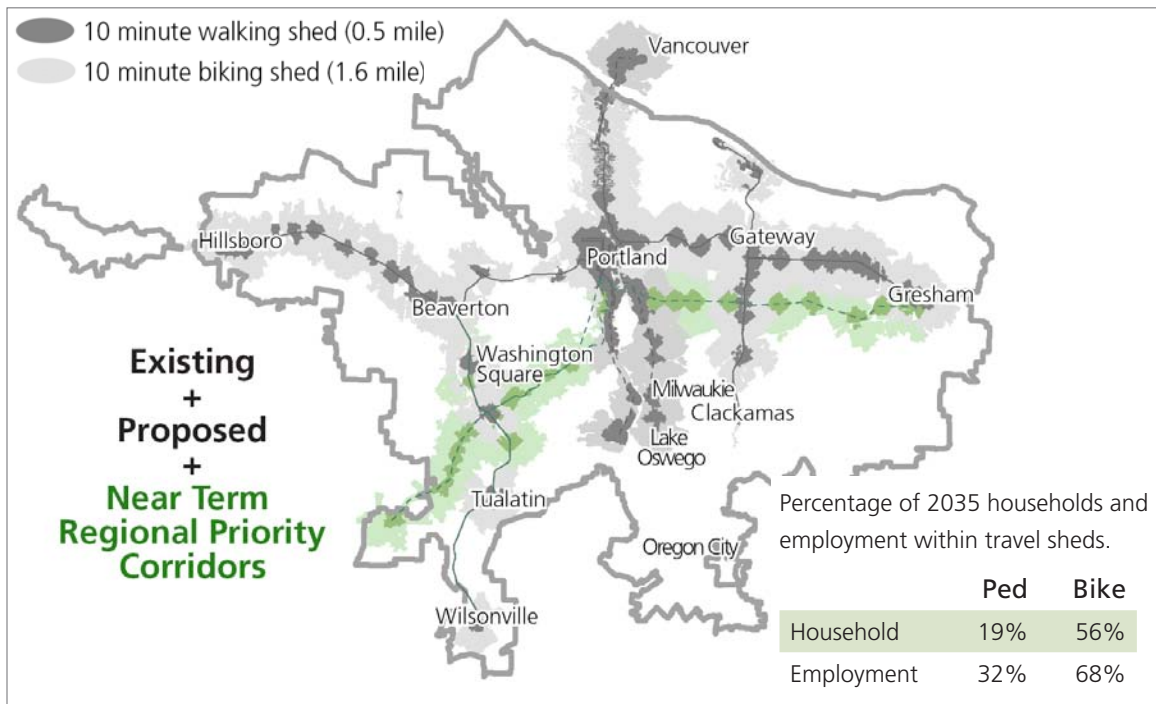 10 minute walking shed (0.5 mile)
10 minute biking shed (1.6 mile)
Vancouver
Hillsboro
Portland
Gateway
Gresham
Beaverton
Washington
Square
Milwaukie
Clackamas
Lake
Oswego
Tualatin
Oregon City
Wilsonville
Existing
+
Proposed
+
Near Term
Regional Priority
Corridors
Percentage of 2035 households and
employment within travel sheds.
Ped Bike
Household 19% 56%
Employment 32% 68%